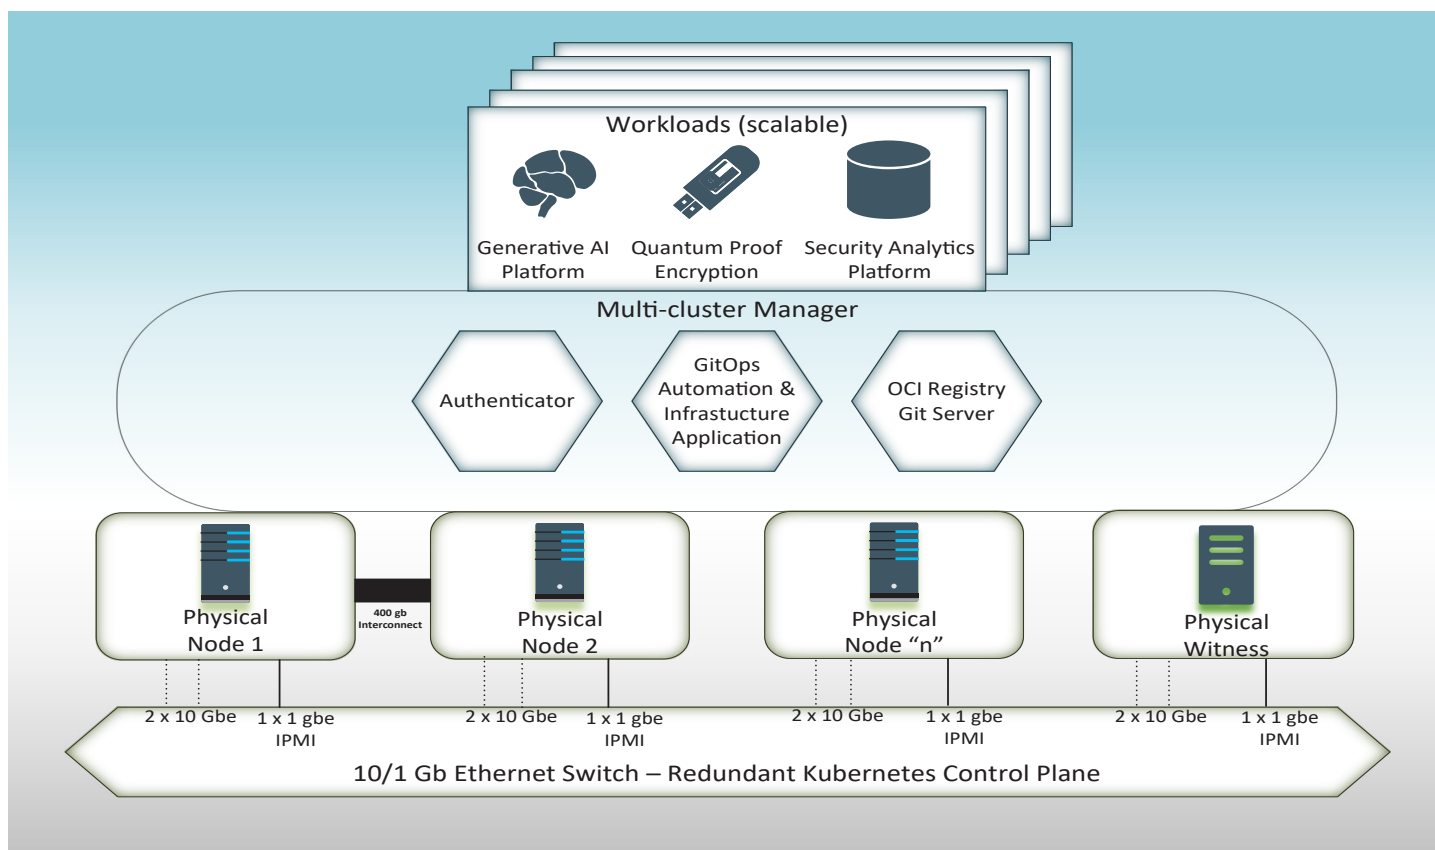 Workloads (scalable)
Generative AI
Platform
Quantum Proof
Encryption
Security Analytics
Platform
Multi-cluster Manager
Authenticator
GitOps
Automation &
Infrastucture
Application
OCI Registry
Git Server
400 gb
Interconnect
Physical
Node 1
Physical
Node 2
Physical
Node “n”
Physical
Witness
2 x 10 Gbe
1 x 1 gbe
IPMI
2 x 10 Gbe
1 x 1 gbe
IPMI
2 x 10 Gbe
1 x 1 gbe
IPMI
2 x 10 Gbe
1 x 1 gbe
IPMI
10/1 Gb Ethernet Switch – Redundant Kubernetes Control Plane